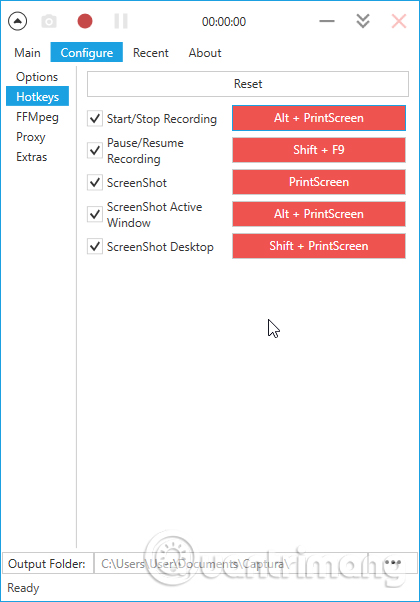 00:00:00
Main Configure Recent About
Options
Hotkeys
FFMpeg
Proxy
Extras
Reset
Start/Stop Recording Alt + PrintScreen
Pause/Resume
Recording
Shift + F9
ScreenShot PrintScreen
ScreenShot Active
Window
Alt + PrintScreen
ScreenShot Desktop Shift + PrintScreen
Output Folder: C:\Users\User\Documents\Captura\ ...
Quantrimang
Ready